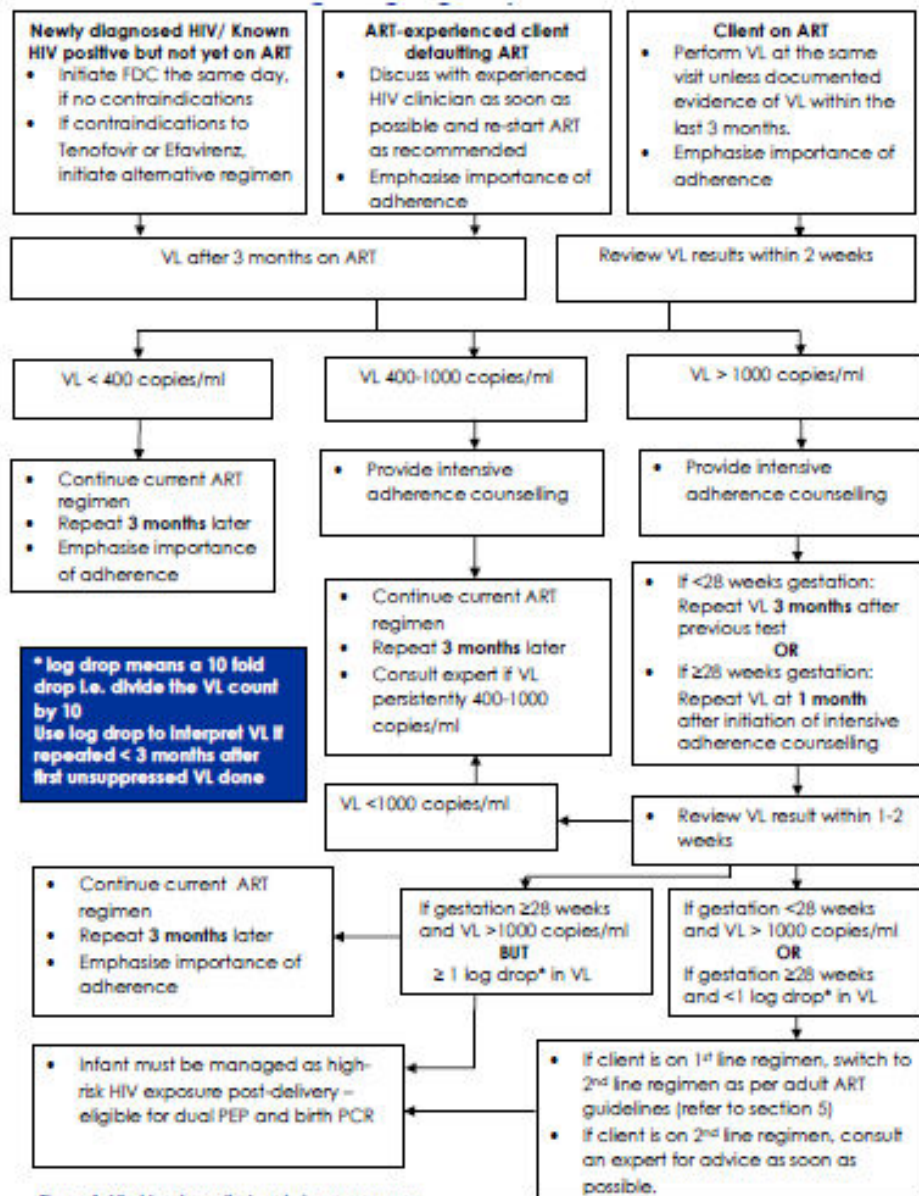 Newly diagnosed HIV/ Known
HIV positive but not yet on ART
• Initiate FDC the same day,
if no contraindications
• If contraindications to
Tenofovir or Efavirenz,
initiate alternative regimen
ART-experienced client
defaulting ART
• Discuss with experienced
HIV clinician as soon as
possible and re-start ART
as recommended
• Emphasise importance of
adherence
Client on ART
• Perform VL at the same
visit unless documented
evidence of VL within the
last 3 months.
• Emphasise importance of
adherence
VL after 3 months on ART
Review VL results within 2 weeks
VL < 400 copies/ml
VL 400-1000 copies/ml
VL > 1000 copies/ml
• Continue current ART
regimen
• Repeat 3 months later
• Emphasise importance
of adherence
• Provide intensive
adherence counselling
• Provide intensive
adherence counselling
• Continue current ART
regimen
• Repeat 3 months later
• Consult expert if VL
persistently 400-1000
copies/ml
• If <28 weeks gestation:
Repeat VL 3 months after
previous test
OR
• If ≥28 weeks gestation:
Repeat VL at 1 month
after initiation of intensive
adherence counselling
* log drop means a 10 fold
drop i.e. divide the VL count
by 10
Use log drop to interpret VL if
repeated < 3 months after
first unsuppressed VL done
VL <1000 copies/ml
• Review VL result within 1-2
weeks
• Continue current ART
regimen
• Repeat 3 months later
• Emphasise importance of
adherence
If gestation ≥28 weeks
and VL >1000 copies/ml
BUT
≥ 1 log drop* in VL
If gestation <28 weeks
and VL > 1000 copies/ml
OR
If gestation ≥28 weeks
and <1 log drop* in VL
• Infant must be managed as high-
risk HIV exposure post-delivery –
eligible for dual PEP and birth PCR
• If client is on 1st line regimen, switch to
2nd line regimen as per adult ART
guidelines (refer to section 5)
• If client is on 2nd line regimen, consult
an expert for advice as soon as
possible.